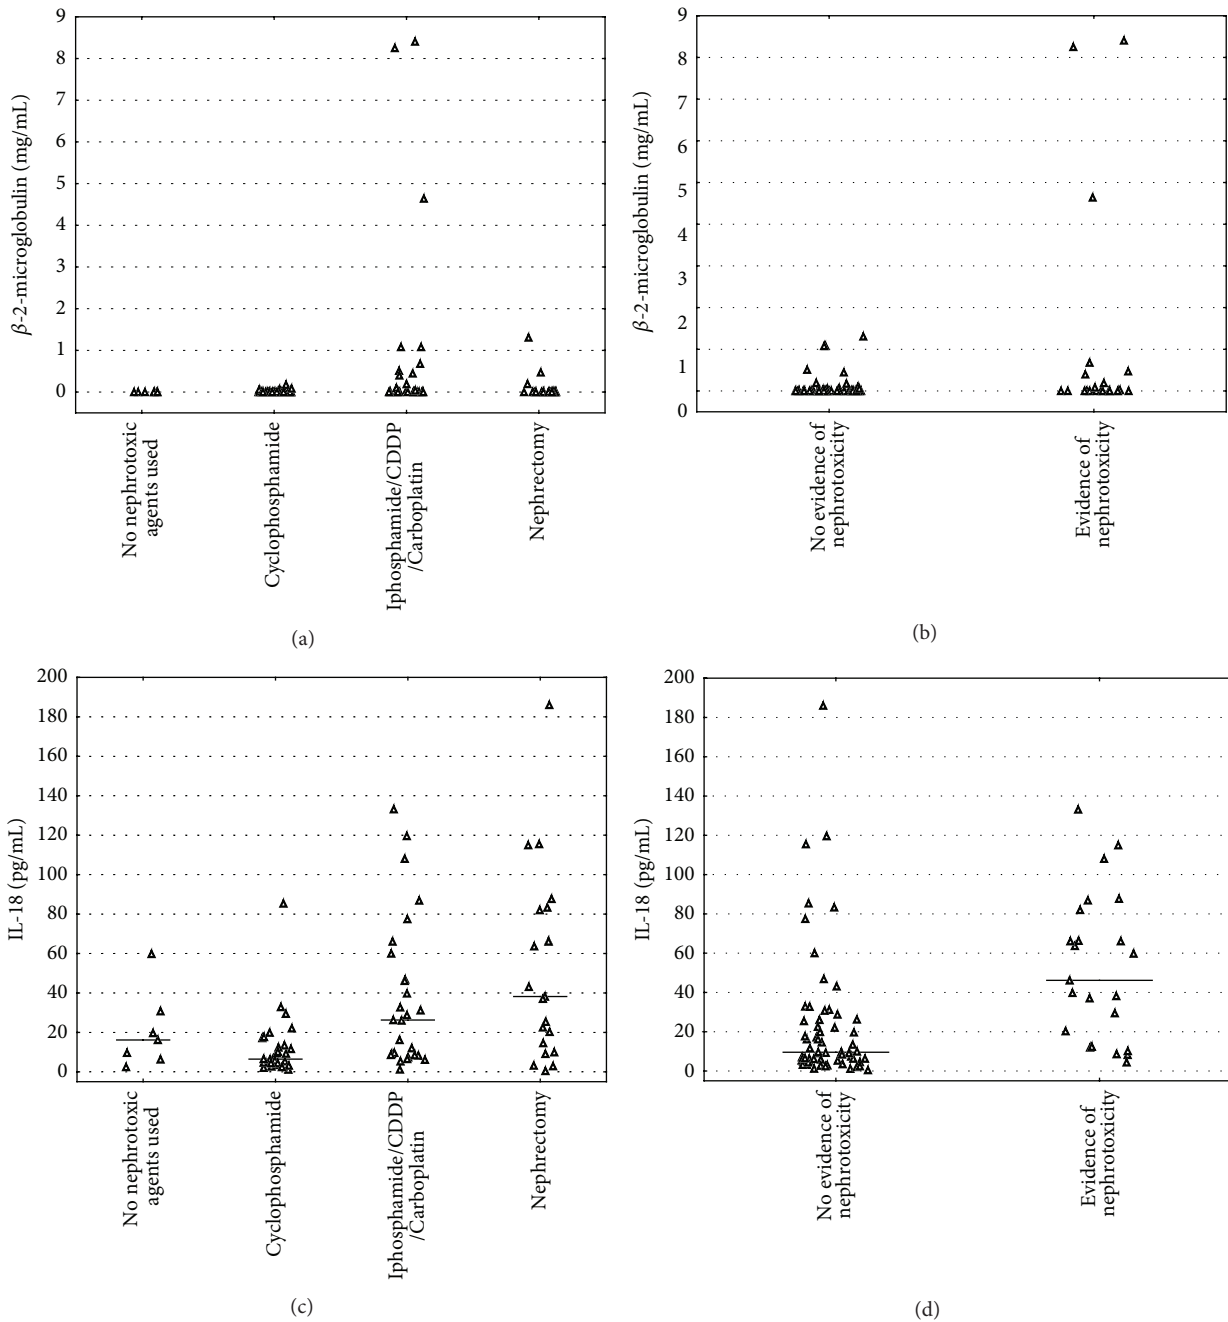 9
8
7
6
5
4
3
2
1
0
β-2-microglobulin (mg/mL)
No nephrotoxic
agents used
Cyclophosphamide
Iphosphamide/CDDP
/Carboplatin
Nephrectomy
(a)
9
8
7
6
5
4
3
2
1
0
β-2-microglobulin (mg/mL)
No evidence of
nephrotoxicity
Evidence of
nephrotoxicity
(b)
200
180
160
140
120
100
80
60
40
20
0
IL-18 (pg/mL)
No nephrotoxic
agents used
Cyclophosphamide
Iphosphamide/CDDP
/Carboplatin
Nephrectomy
(c)
200
180
160
140
120
100
80
60
40
20
0
IL-18 (pg/mL)
No evidence of
nephrotoxicity
Evidence of
nephrotoxicity
(d)